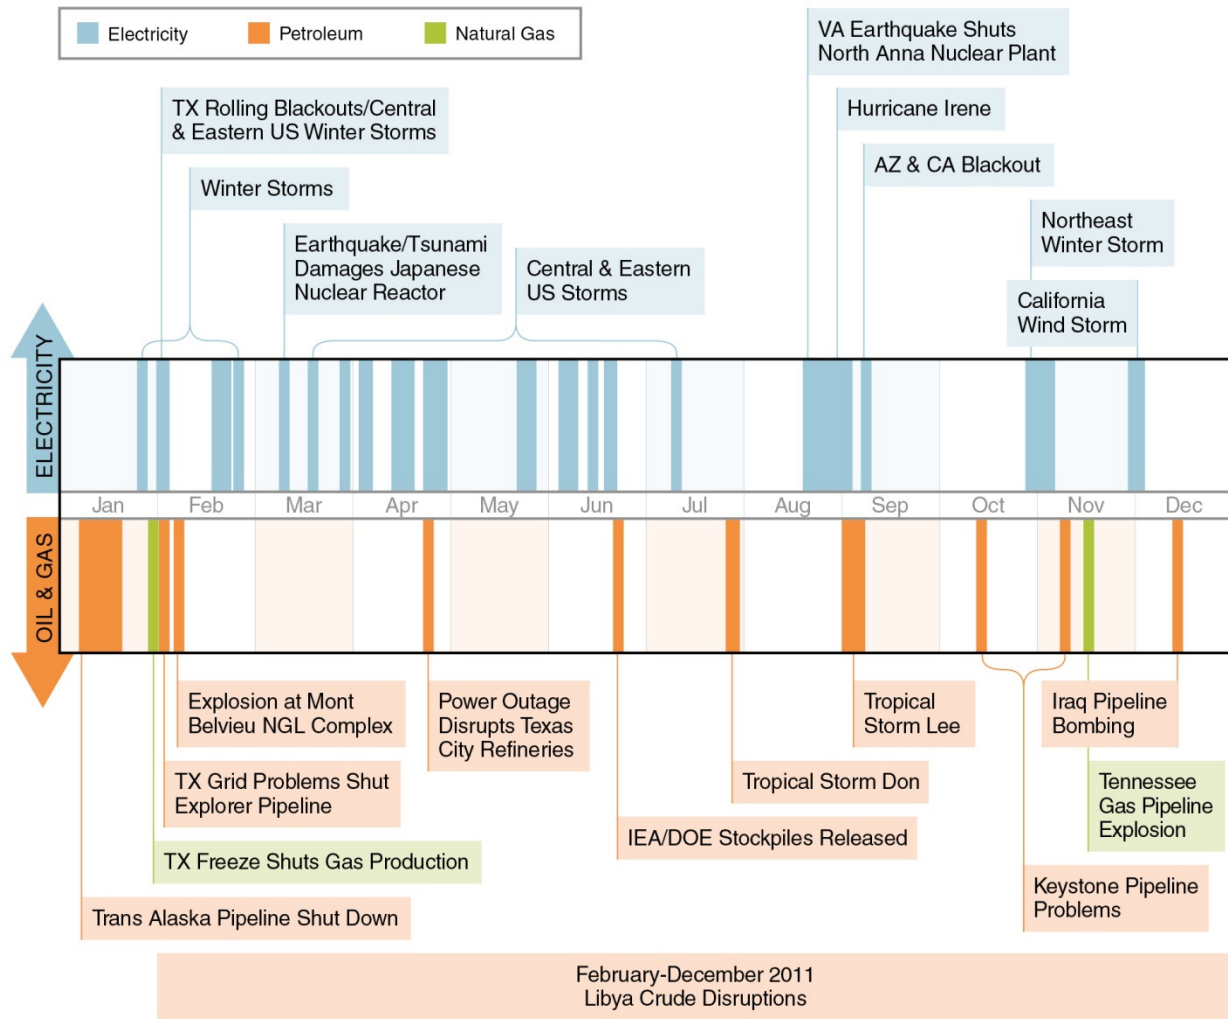 Electricity
Petroleum
Natural Gas
VA Earthquake Shuts
North Anna Nuclear Plant
TX Rolling Blackouts/Central
& Eastern US Winter Storms
Hurricane Irene
AZ & CA Blackout
Winter Storms
Northeast
Winter Storm
Earthquake/Tsunami
Damages Japanese
Nuclear Reactor
Central & Eastern
US Storms
California
Wind Storm
ELECTRICITY
Jan
Feb
Mar
Apr
May
Jun
Jul
Aug
Sep
Oct
Nov
Dec
OIL & GAS
Explosion at Mont
Belvieu NGL Complex
Power Outage
Disrupts Texas
City Refineries
Tropical
Storm Lee
Iraq Pipeline
Bombing
TX Grid Problems Shut
Explorer Pipeline
Tropical Storm Don
Tennessee
Gas Pipeline
Explosion
IEA/DOE Stockpiles Released
TX Freeze Shuts Gas Production
Keystone Pipeline
Problems
Trans Alaska Pipeline Shut Down
February-December 2011
Libya Crude Disruptions